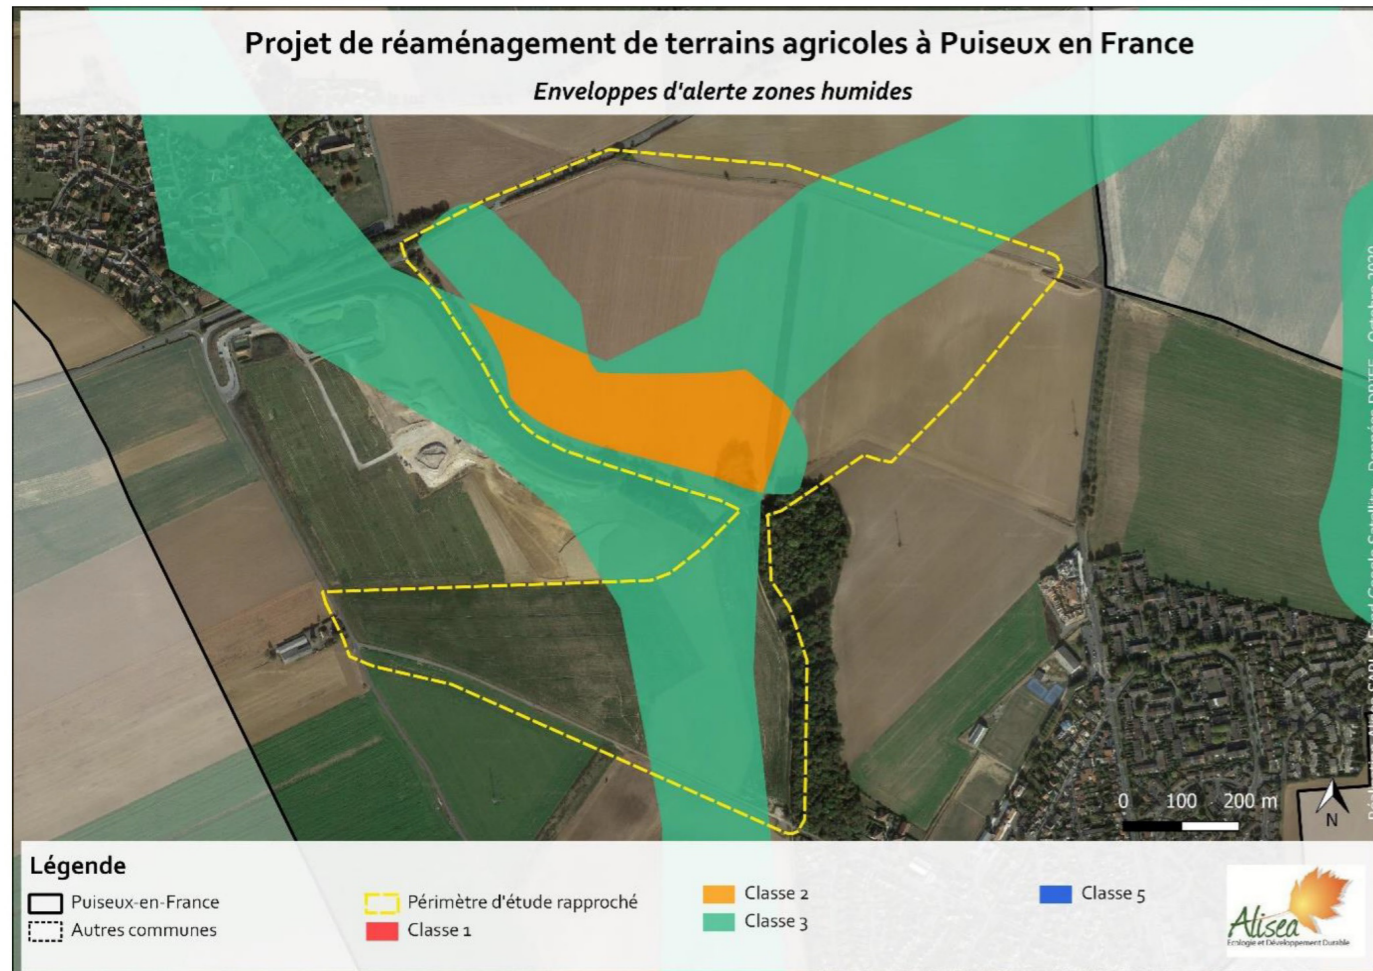 Projet de réaménagement de terrains agricoles à Puiseux en France
Enveloppes d'alerte zones humides
0 100 200 m
N
Légende
Puiseux-en-France
Autres communes
Périmètre d'étude rapproché
Classe 1
Classe 2
Classe 3
Classe 5
Alisea
Ecologie et Développement Durable